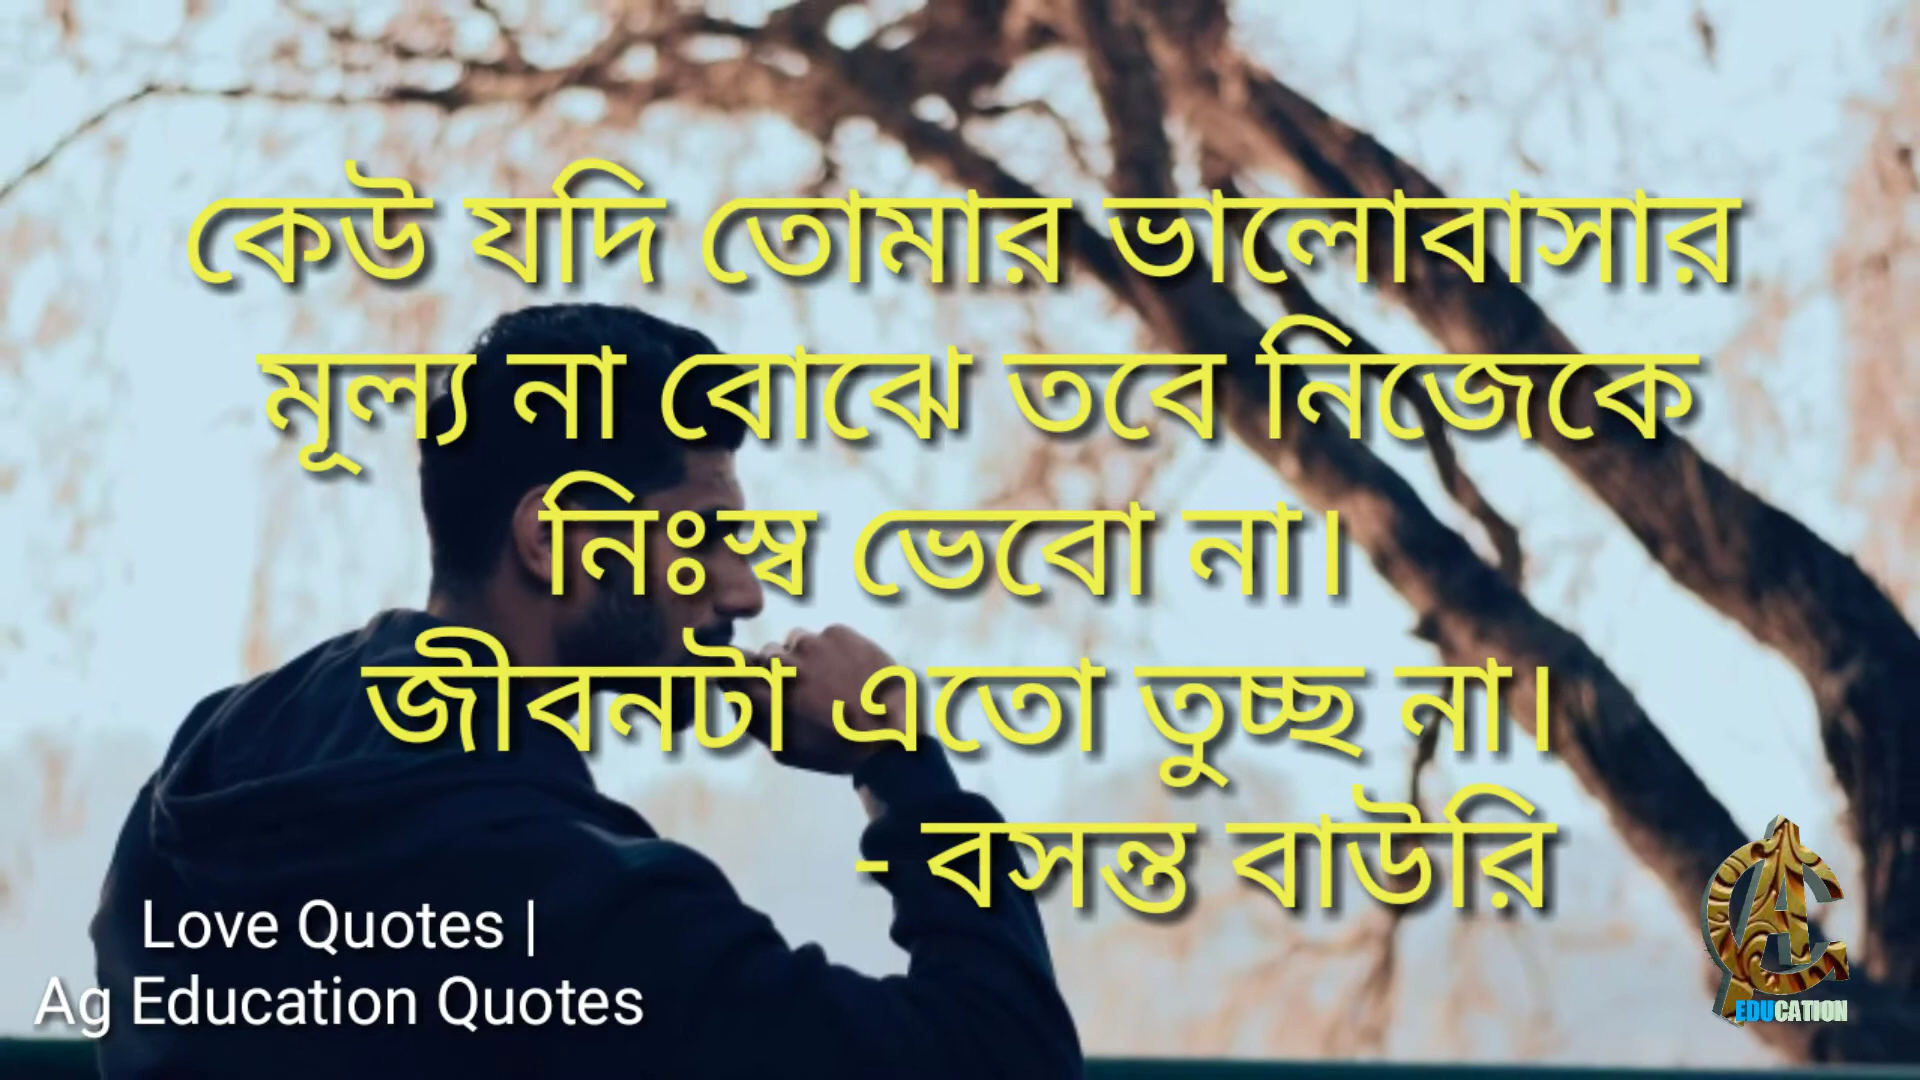 কেউ যদি তোমার ভালোবাসার
মূল্য না বোঝে তবে নিজেকে
নিঃস্ব ভেবো না।
জীবনটা এতো তুচ্ছ না।
- বসন্ত বাউরি
Love Quotes |
Ag Education Quotes
EDUCATION